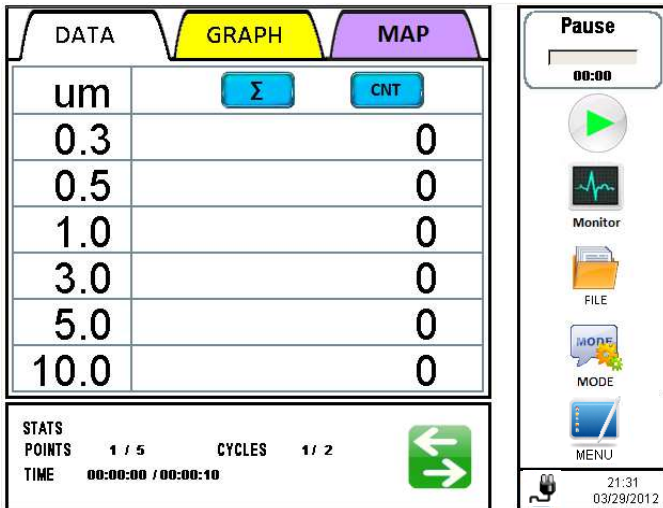 DATA GRAPH MAP
um Σ CNT
0.3 0
0.5 0
1.0 0
3.0 0
5.0 0
10.0 0
STATS
POINTS 1 / 5 CYCLES 1/ 2
TIME 00:00:00 / 00:00:10
Pause
00:00
Monitor
FILE
MODE
MODE
MENU
21:31
03/29/2012